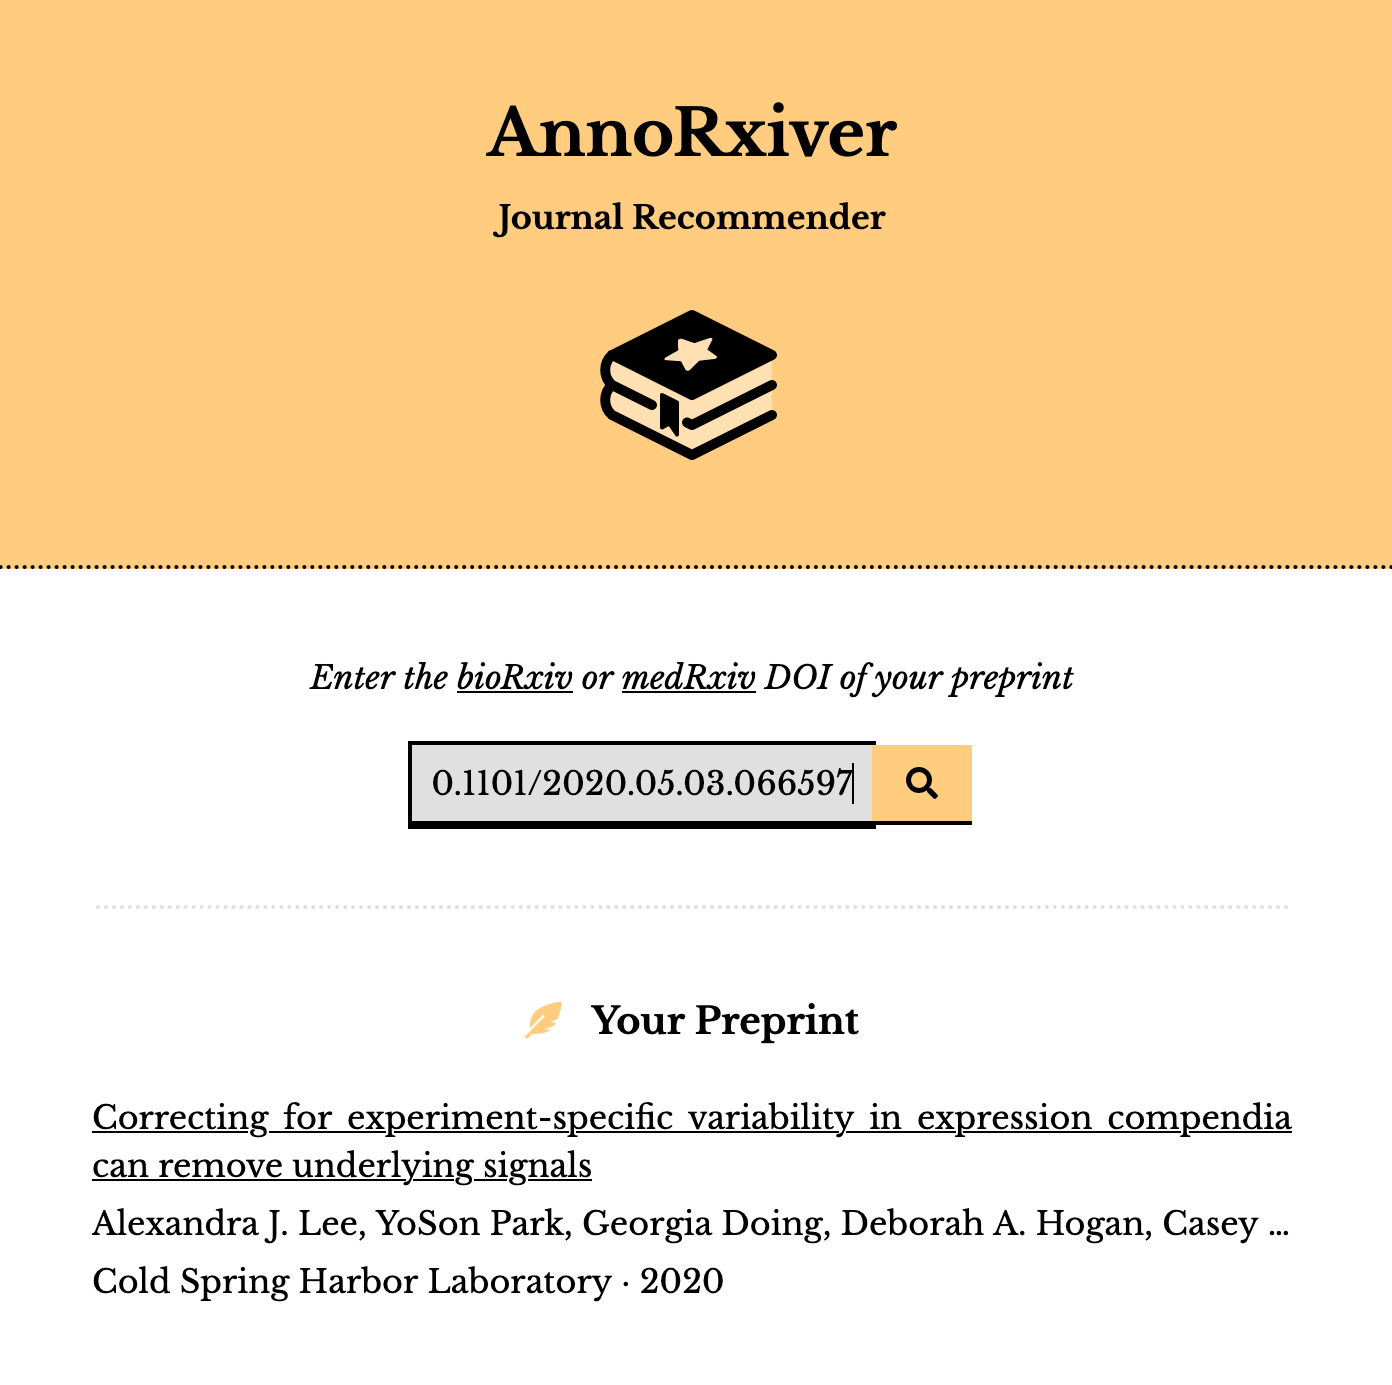 AnnoRxiver
Journal Recommender
Enter the bioRxiv or medRxiv DOI of your preprint
0.1101/2020.05.03.066597
Your Preprint
Correcting for experiment-specific variability in expression compendia
can remove underlying signals
Alexandra J. Lee, YoSon Park, Georgia Doing, Deborah A. Hogan, Casey ...
Cold Spring Harbor Laboratory · 2020